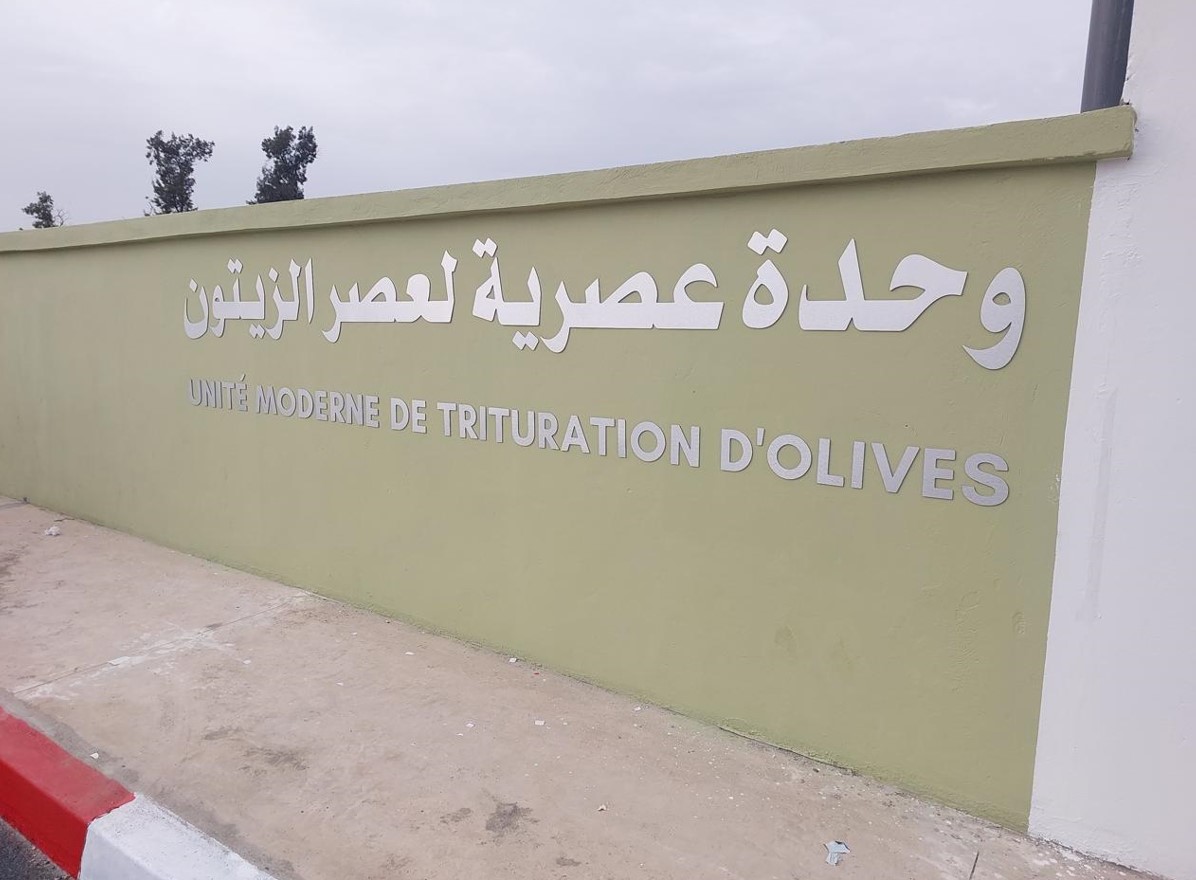 وحدة عصرية لعصر الزيتون
UNITÉ MODERNE DE TRITURATION D'OLIVES